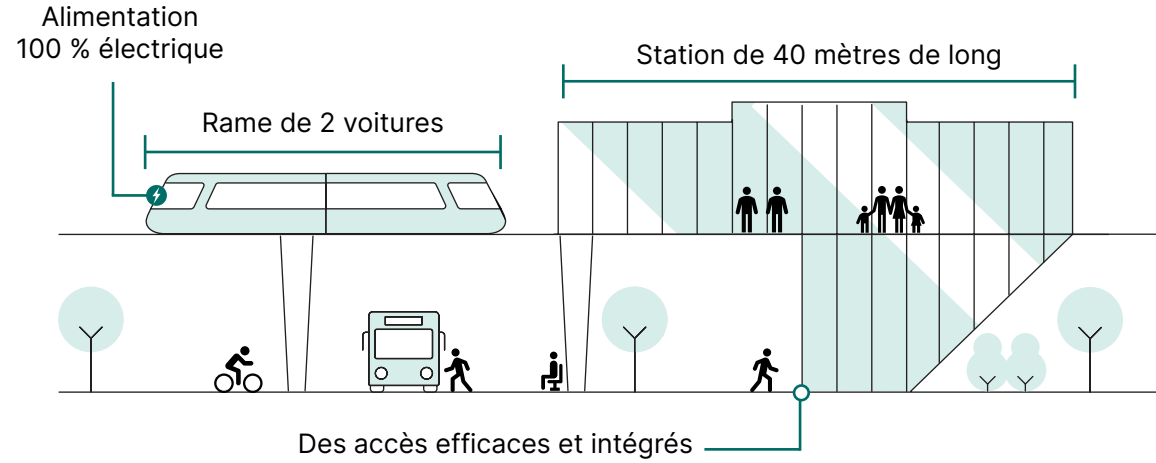 Alimentation
100 % électrique
Station de 40 mètres de long
Rame de 2 voitures
Des accès efficaces et intégrés